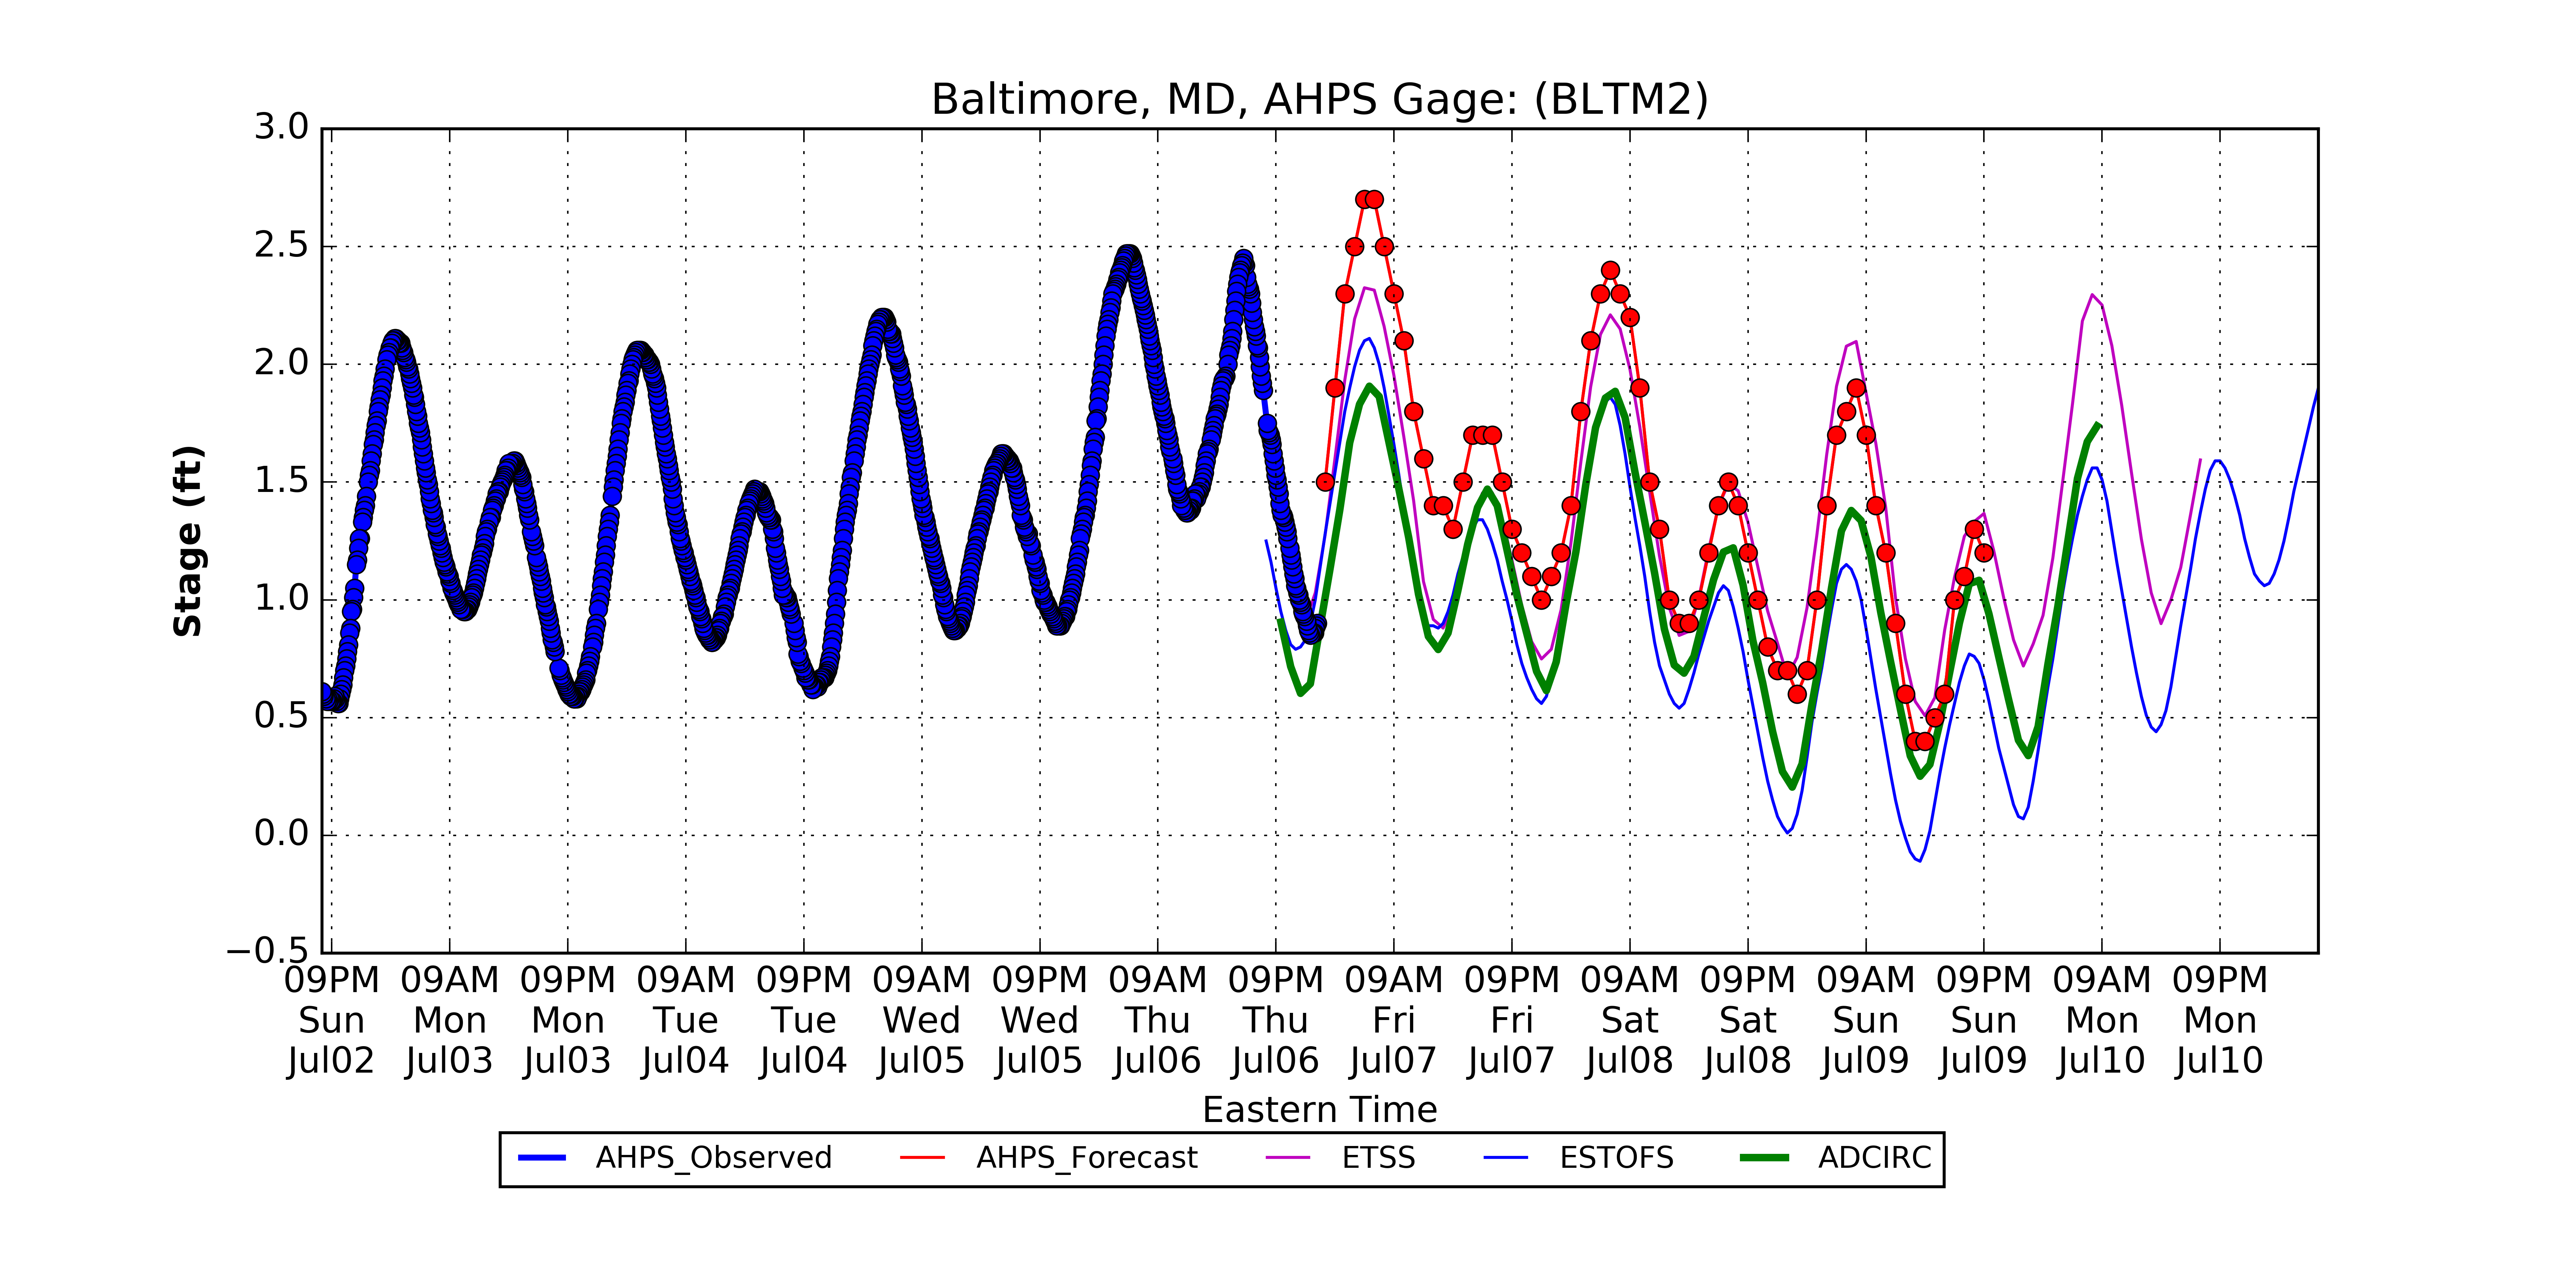 Baltimore, MD, AHPS Gage: (BLTM2)
3.0
2.5
2.0
1.5
1.0
0.5
0.0
−0.5
Stage (ft)
09PM 09AM 09PM 09AM 09PM 09AM 09PM 09AM 09PM 09AM 09PM 09AM 09PM 09AM 09PM 09AM 09PM
Sun Mon Mon Tue Tue Wed Wed Thu Thu Fri Fri Sat Sat Sun Sun Mon Mon
Jul02 Jul03 Jul03 Jul04 Jul04 Jul05 Jul05 Jul06 Jul06 Jul07 Jul07 Jul08 Jul08 Jul09 Jul09 Jul10 Jul10
Eastern Time
AHPS_Observed AHPS_Forecast ETSS ESTOFS ADCIRC